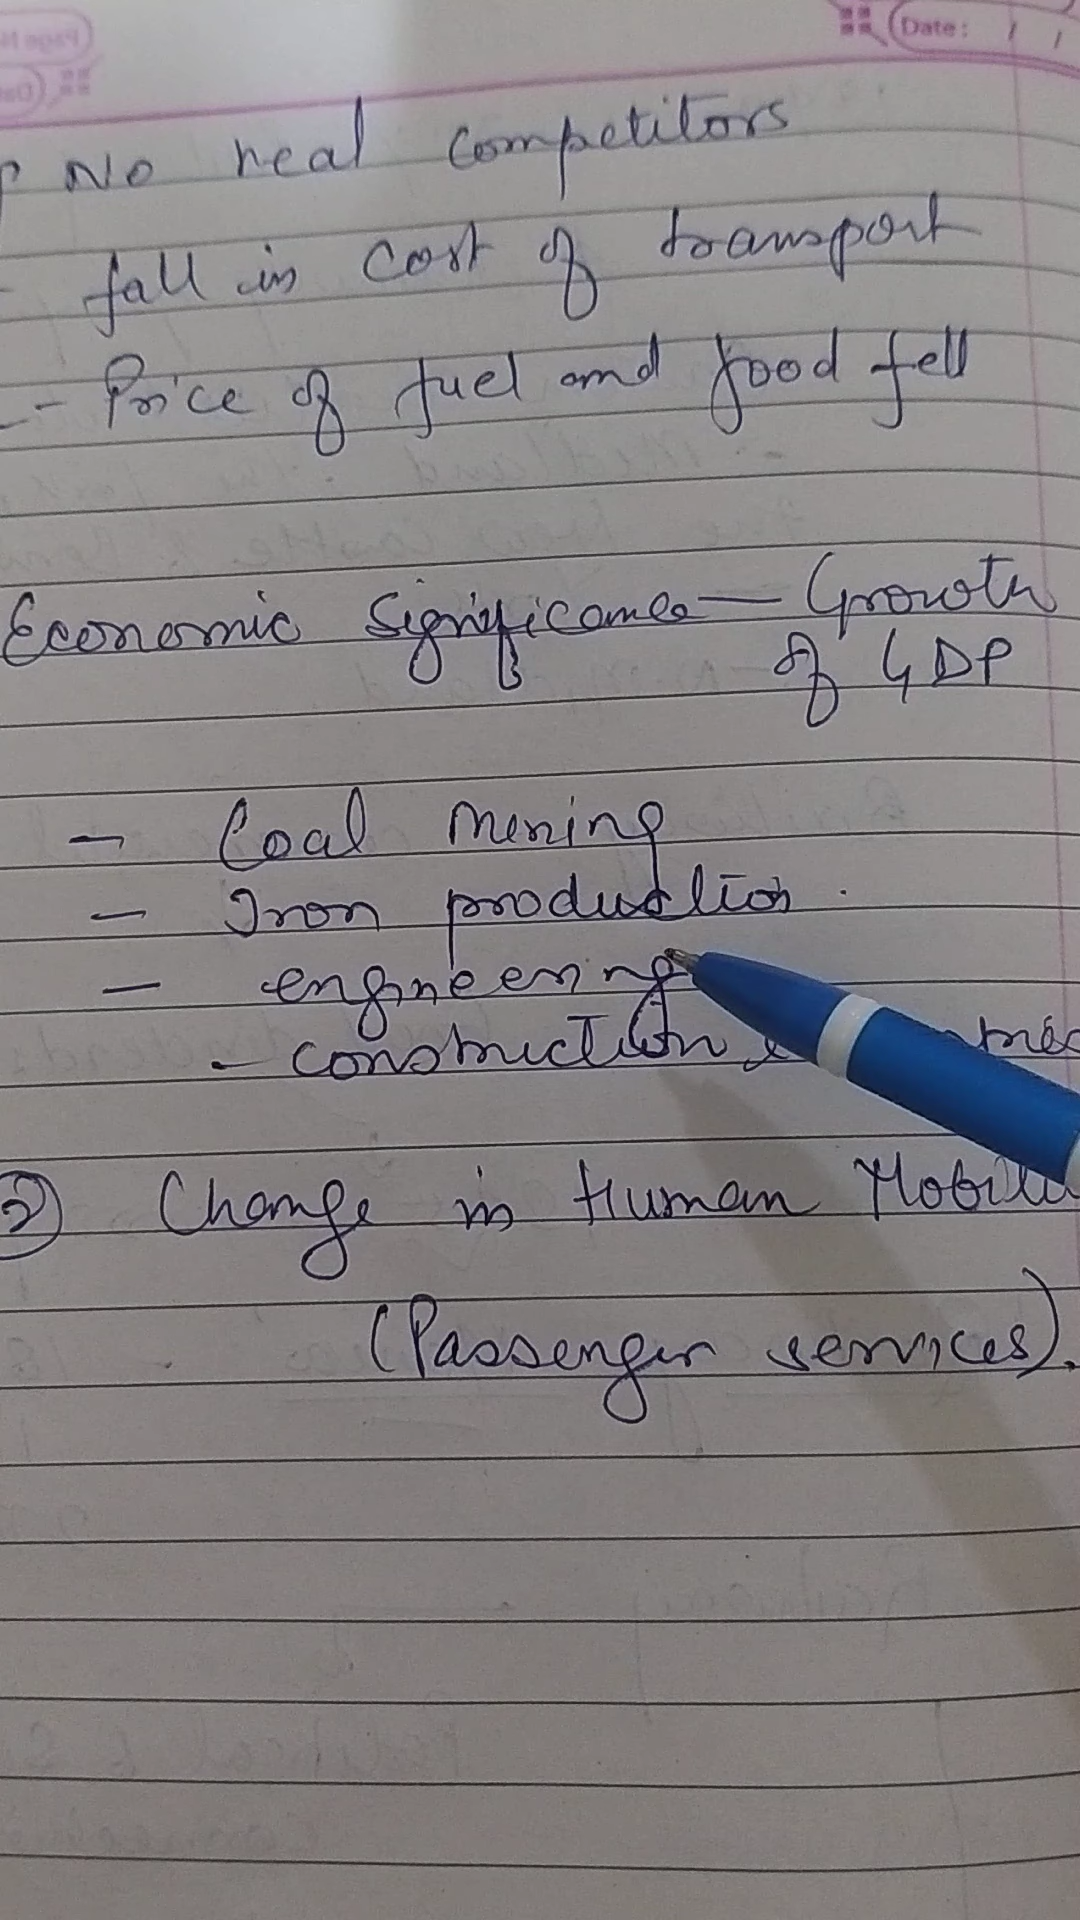 Date: / /
No real competitors
- fall in cost of transport
- Price of fuel and food fell
Economic Significance — Growth
of GDP
- Coal mening
- Iron production.
- engineering
- construction
2) Change in Human
(Passenger services).